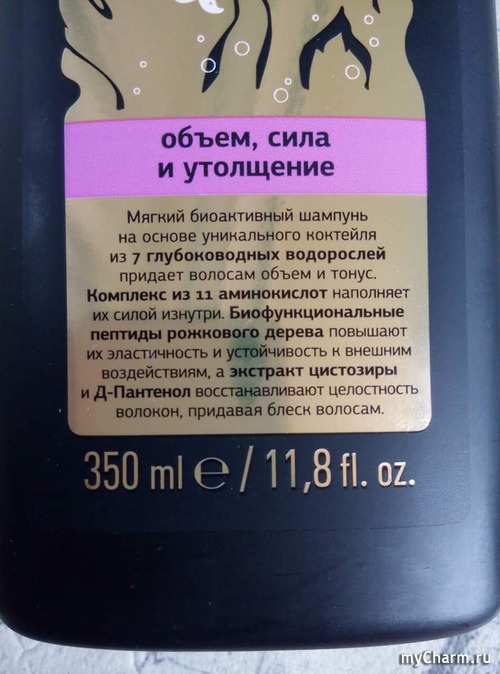 объем, сила
и утолщение
Мягкий биоактивный шампунь
на основе уникального коктейля
из 7 глубоководных водорослей
придает волосам объем и тонус.
Комплекс из 11 аминокислот наполняет
их силой изнутри. Биофункциональные
пептиды рожкового дерева повышают
их эластичность и устойчивость к внешним
воздействиям, а экстракт цистозиры
и Д-Пантенол восстанавливают целостность
волокон, придавая блеск волосам.
350 ml ℮ / 11,8 fl. oz.
myCharm.ru